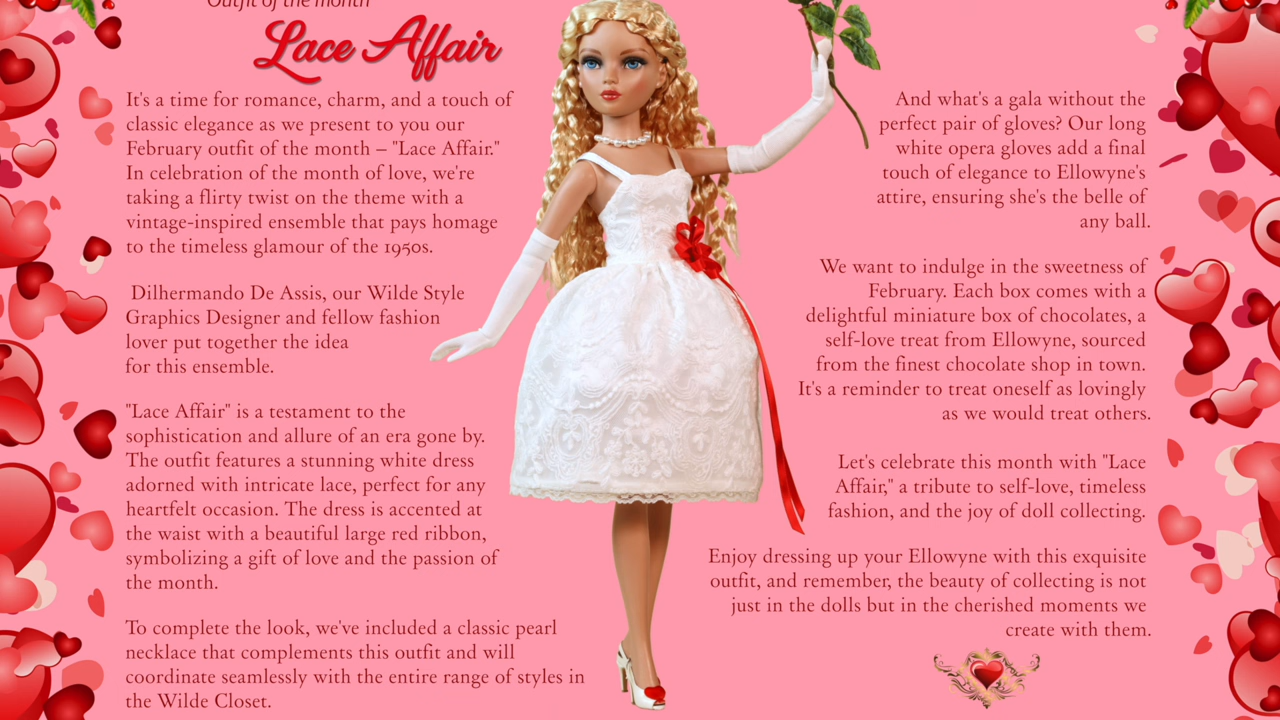 Outfit of the month
Lace Affair
It's a time for romance, charm, and a touch of
classic elegance as we present to you our
February outfit of the month – "Lace Affair."
In celebration of the month of love, we're
taking a flirty twist on the theme with a
vintage-inspired ensemble that pays homage
to the timeless glamour of the 1950s.
Dilhermando De Assis, our Wilde Style
Graphics Designer and fellow fashion
lover put together the idea
for this ensemble.
"Lace Affair" is a testament to the
sophistication and allure of an era gone by.
The outfit features a stunning white dress
adorned with intricate lace, perfect for any
heartfelt occasion. The dress is accented at
the waist with a beautiful large red ribbon,
symbolizing a gift of love and the passion of
the month.
To complete the look, we've included a classic pearl
necklace that complements this outfit and will
coordinate seamlessly with the entire range of styles in
the Wilde Closet.
And what's a gala without the
perfect pair of gloves? Our long
white opera gloves add a final
touch of elegance to Ellowyne's
attire, ensuring she's the belle of
any ball.
We want to indulge in the sweetness of
February. Each box comes with a
delightful miniature box of chocolates, a
self-love treat from Ellowyne, sourced
from the finest chocolate shop in town.
It's a reminder to treat oneself as lovingly
as we would treat others.
Let's celebrate this month with "Lace
Affair," a tribute to self-love, timeless
fashion, and the joy of doll collecting.
Enjoy dressing up your Ellowyne with this exquisite
outfit, and remember, the beauty of collecting is not
just in the dolls but in the cherished moments we
create with them.